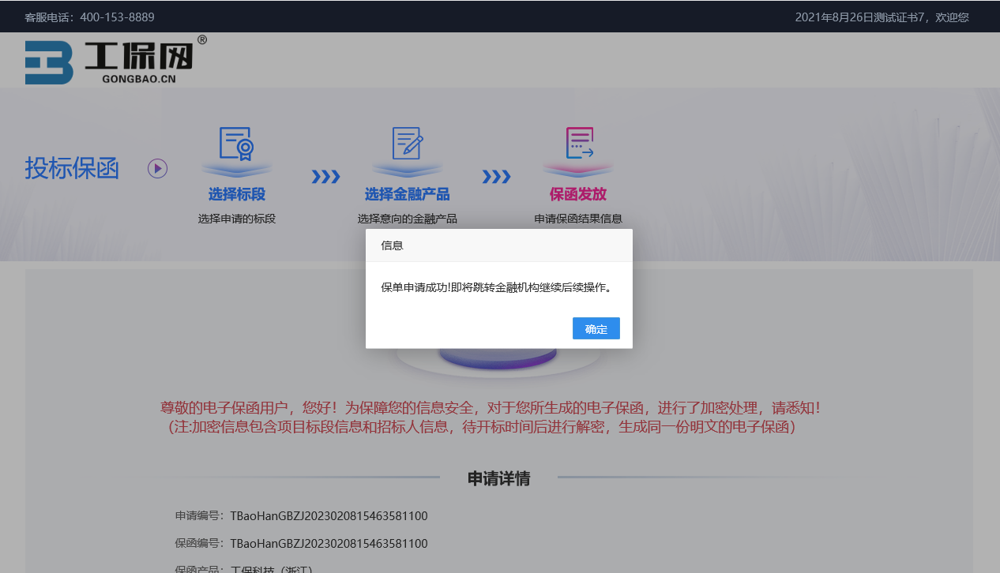 客服电话：400-153-8889
2021年8月26日测试证书7，欢迎您
工保网®
GONGBAO.CN
投标保函
选择标段
选择金融产品
保函发放
选择申请的标段
选择意向的金融产品
申请保函结果信息
信息
保单申请成功!即将跳转金融机构继续后续操作。
确定
尊敬的电子保函用户，您好！为保障您的信息安全，对于您所生成的电子保函，进行了加密处理，请悉知！
（注:加密信息包含项目标段信息和招标人信息，待开标时间后进行解密，生成同一份明文的电子保函）
申请详情
申请编号：TBaoHanGBZJ2023020815463581100
保函编号：TBaoHanGBZJ2023020815463581100
保函产品：工保科技（浙江）